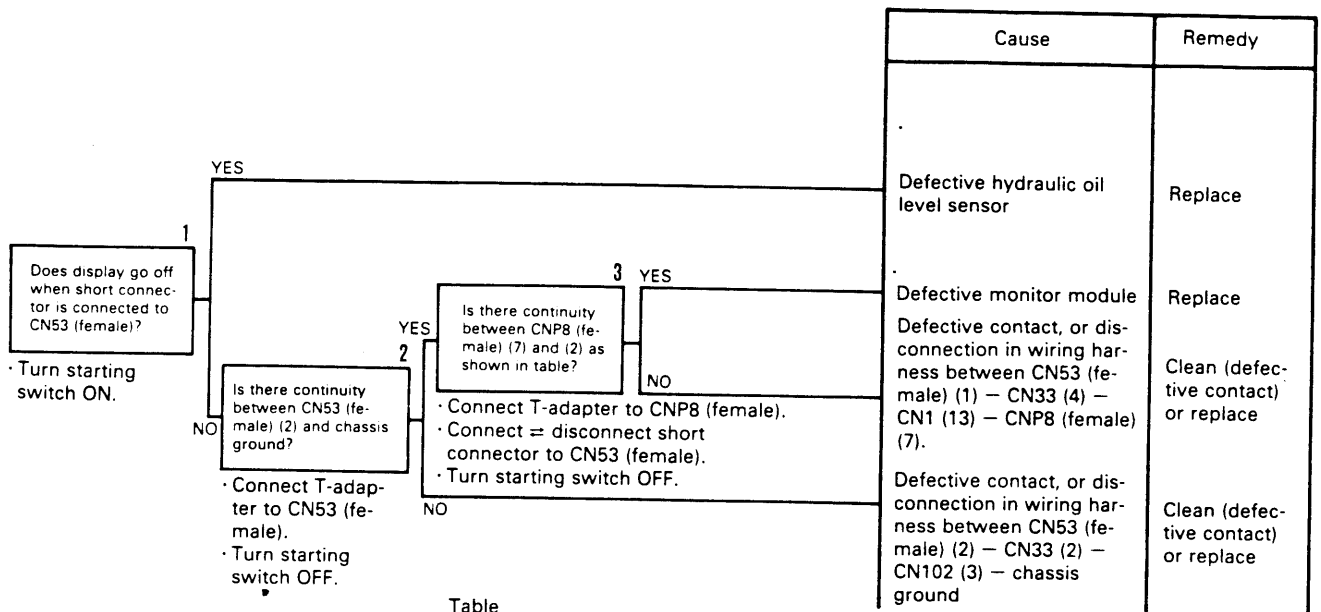 Cause
Remedy
YES
Defective hydraulic oil
level sensor
Replace
1
Does display go off
when short connec-
tor is connected to
CN53 (female)?
· Turn starting
switch ON.
NO
2
Is there continuity
between CN53 (fe-
male) (2) and chassis
ground?
· Connect T-adap-
ter to CN53 (fe-
male).
· Turn starting
switch OFF.
YES
3
Is there continuity
between CNP8 (fe-
male) (7) and (2) as
shown in table?
· Connect T-adapter to CNP8 (female).
· Connect ⇌ disconnect short
connector to CN53 (female).
· Turn starting switch OFF.
NO
YES
Defective monitor module
Replace
NO
Defective contact, or dis-
connection in wiring har-
ness between CN53 (fe-
male) (1) − CN33 (4) −
CN1 (13) − CNP8 (female)
(7).
Clean (defec-
tive contact)
or replace
Defective contact, or dis-
connection in wiring har-
ness between CN53 (fe-
male) (2) − CN33 (2) −
CN102 (3) − chassis
ground
Clean (defec-
tive contact)
or replace
Table